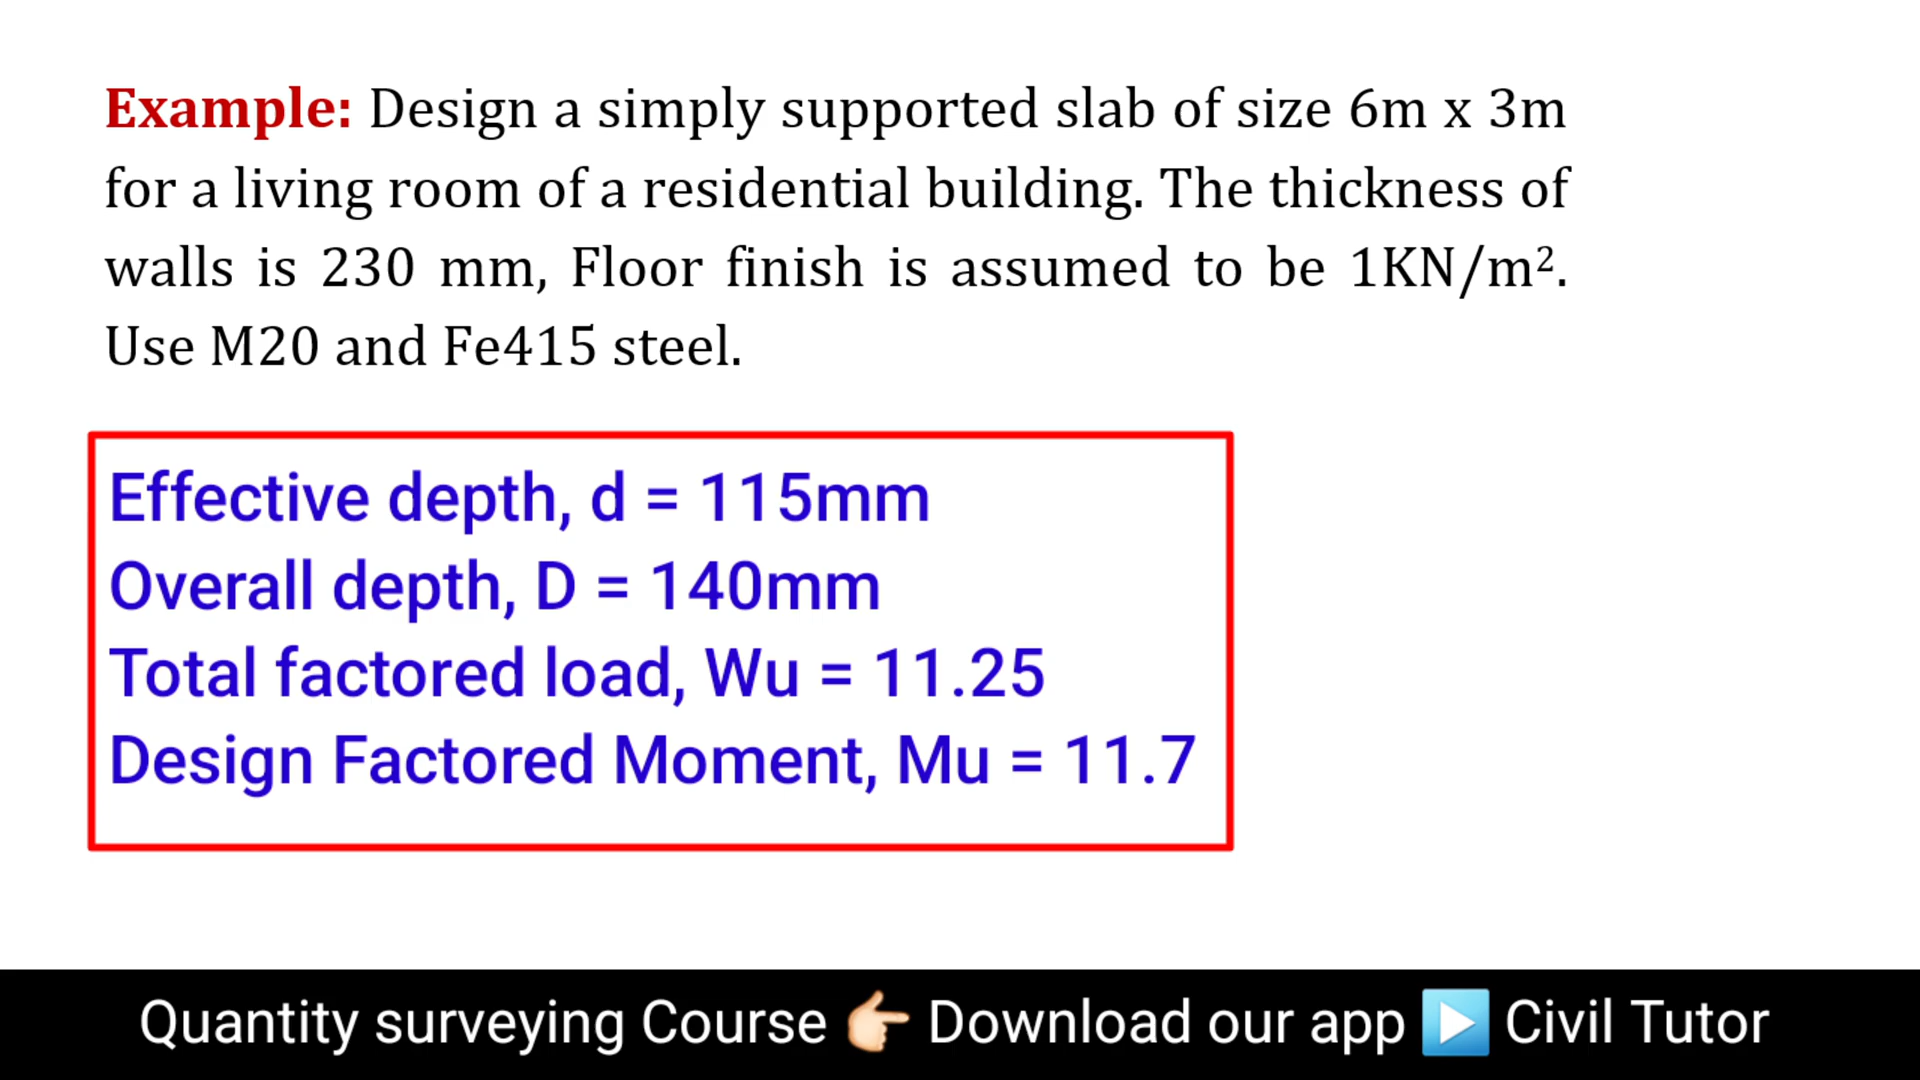 Example: Design a simply supported slab of size 6m x 3m
for a living room of a residential building. The thickness of
walls is 230 mm, Floor finish is assumed to be 1KN/m².
Use M20 and Fe415 steel.
Effective depth, d = 115mm
Overall depth, D = 140mm
Total factored load, Wu = 11.25
Design Factored Moment, Mu = 11.7
Quantity surveying Course 👉 Download our app ▶️ Civil Tutor